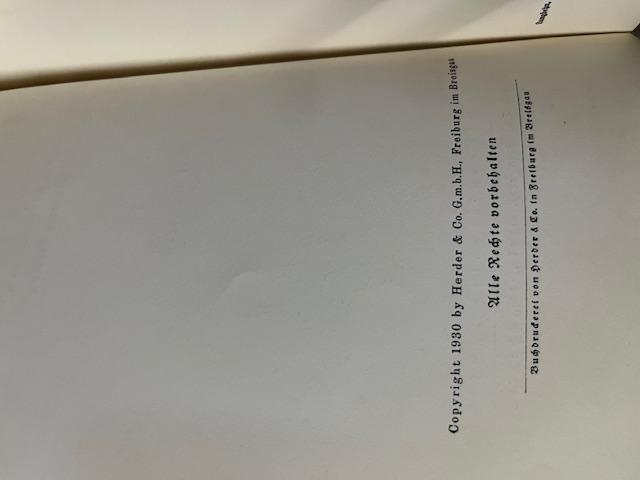 Copyright 1930 by Herder & Co. G.m.b.H., Freiburg im Breisgau
Alle Rechte vorbehalten
Buchdruckerei von Herder & Co. in Freiburg im Breisgau